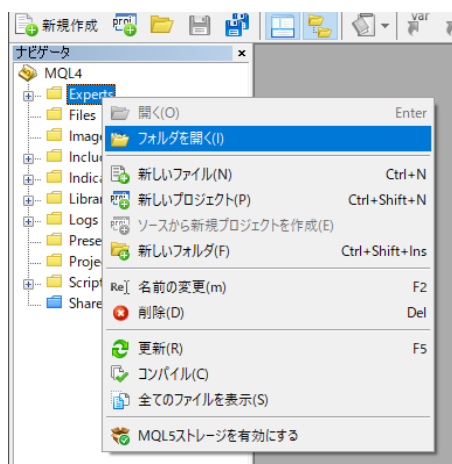 新規作成
var
ナビゲータ
×
MQL4
Experts
Files
Imag
Inclu
Indica
Librar
Logs
Prese
Proje
Script
Share
開く(O) Enter
フォルダを開く(I)
新しいファイル(N) Ctrl+N
新しいプロジェクト(P) Ctrl+Shift+N
ソースから新規プロジェクトを作成(E)
新しいフォルダ(F) Ctrl+Shift+Ins
名前の変更(m) F2
削除(D) Del
更新(R) F5
コンパイル(C)
全てのファイルを表示(S)
MQL5ストレージを有効にする